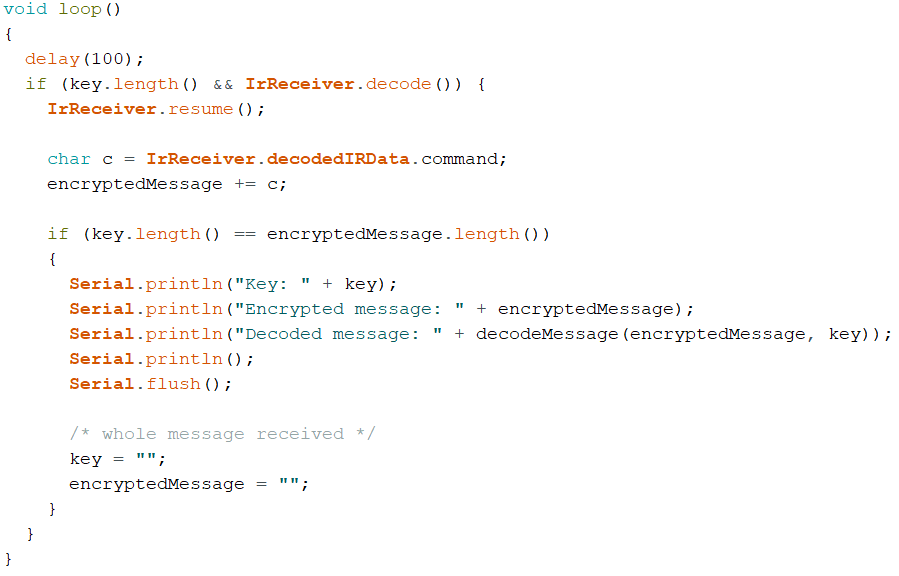 void loop()
{
  delay(100);
  if (key.length() && IrReceiver.decode()) {
    IrReceiver.resume();

    char c = IrReceiver.decodedIRData.command;
    encryptedMessage += c;

    if (key.length() == encryptedMessage.length())
    {
      Serial.println("Key: " + key);
      Serial.println("Encrypted message: " + encryptedMessage);
      Serial.println("Decoded message: " + decodeMessage(encryptedMessage, key));
      Serial.println();
      Serial.flush();

      /* whole message received */
      key = "";
      encryptedMessage = "";
    }
  }
}